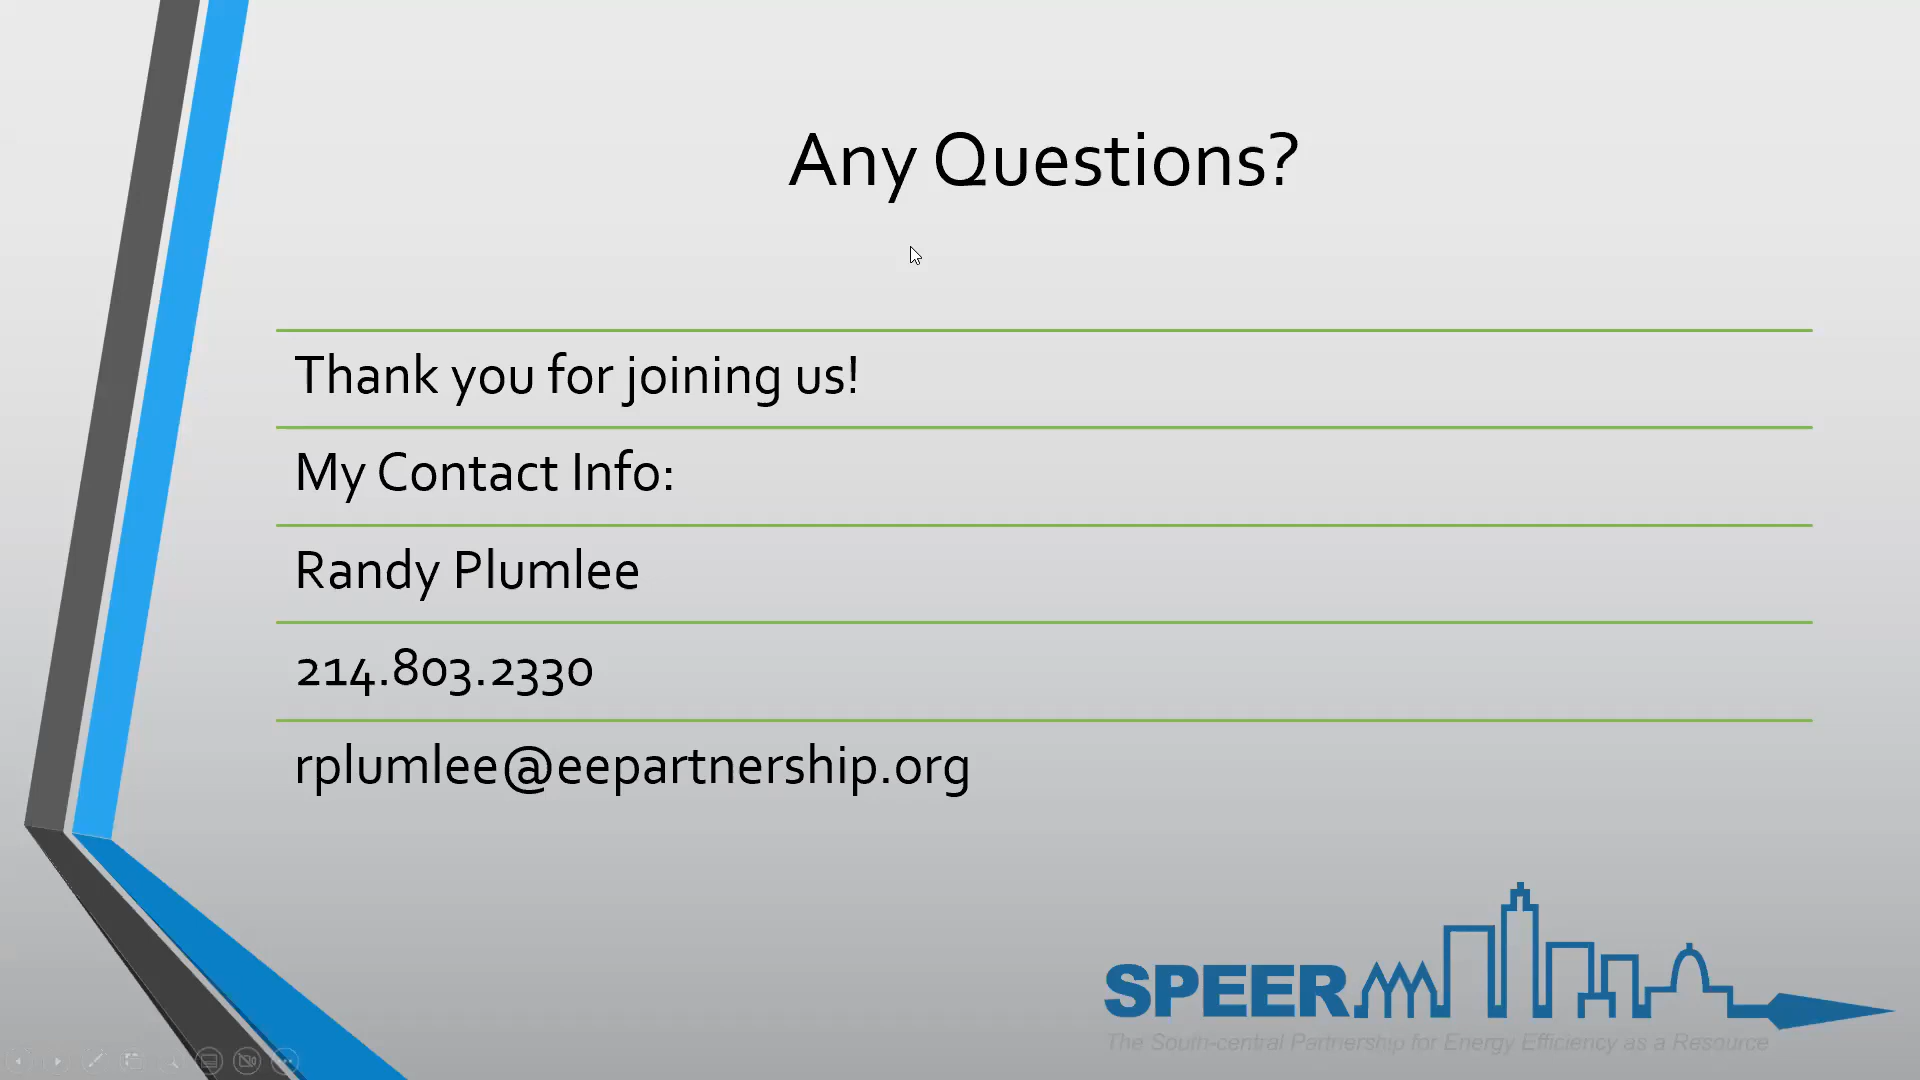 Any Questions?
Thank you for joining us!
My Contact Info:
Randy Plumlee
214.803.2330
rplumlee@eepartnership.org
SPEER
The South-central Partnership for Energy Efficiency as a Resource